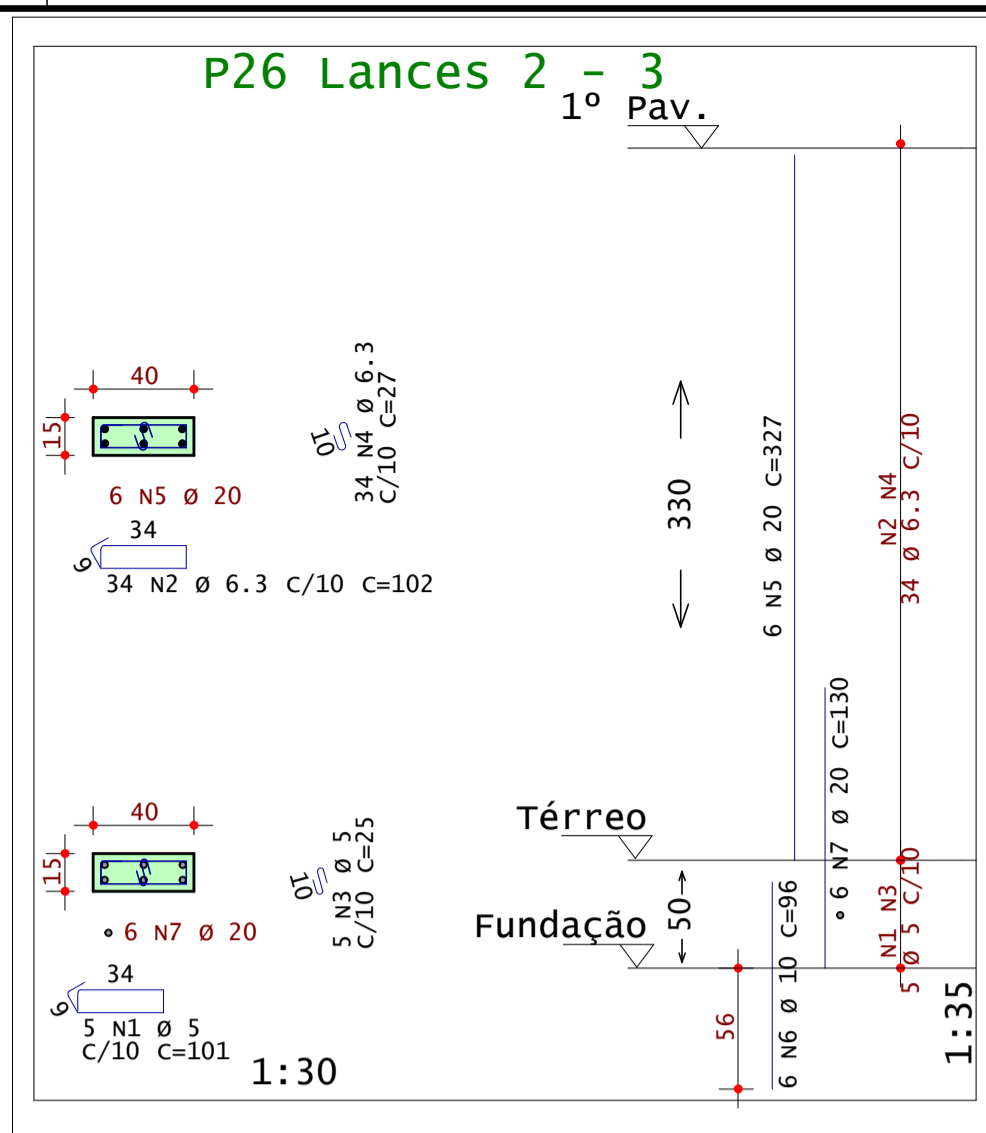 P26 Lances 2 - 3
1º Pav.
40
15
6 N5 Ø 20
34
9
34 N2 Ø 6.3 C/10 C=102
10
34 N4 Ø 6.3
C/10 C=27
330
6 N5 Ø 20 C=327
N2 N4
34 Ø 6.3 C/10
40
15
6 N7 Ø 20
34
9
5 N1 Ø 5
C/10 C=101
10
5 N3 Ø 5
C/10 C=25
1:30
Térreo
Fundação
50
56
6 N6 Ø 10 C=96
6 N7 Ø 20 C=130
N1 N3
5 Ø 5 C/10
1:35